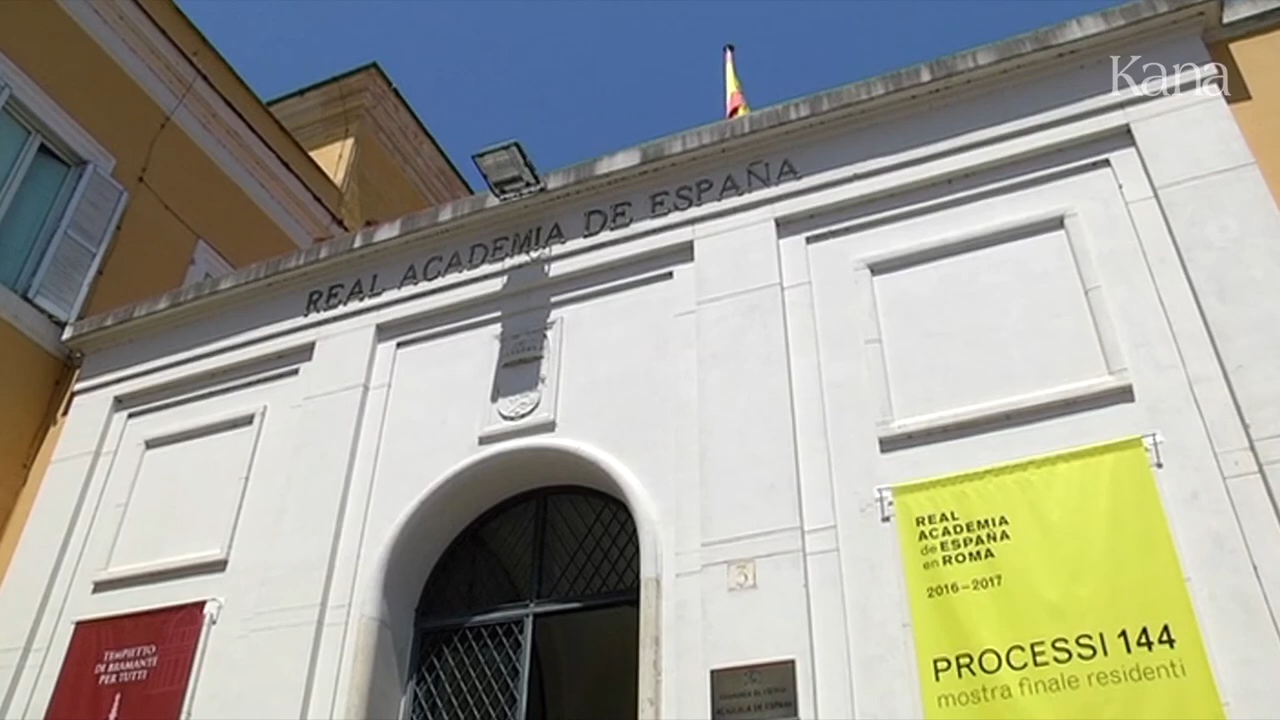 Kana
REAL ACADEMIA DE ESPAÑA
3
REAL
ACADEMIA
de ESPAÑA
en ROMA
2016–2017
PROCESSI 144
mostra finale residenti
TEMPIETTO
DI BRAMANTE
PER TUTTI